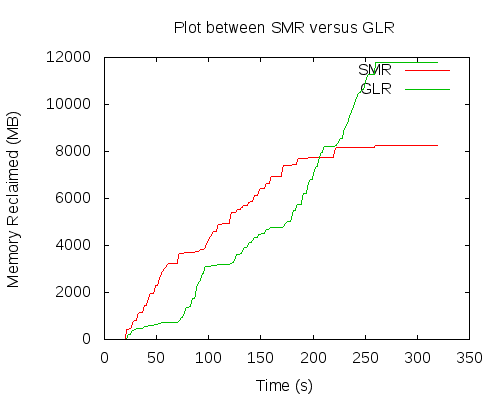 Plot between SMR versus GLR
12000
10000
8000
6000
4000
2000
0
Memory Reclaimed (MB)
SMR
GLR
0 50 100 150 200 250 300 350
Time (s)